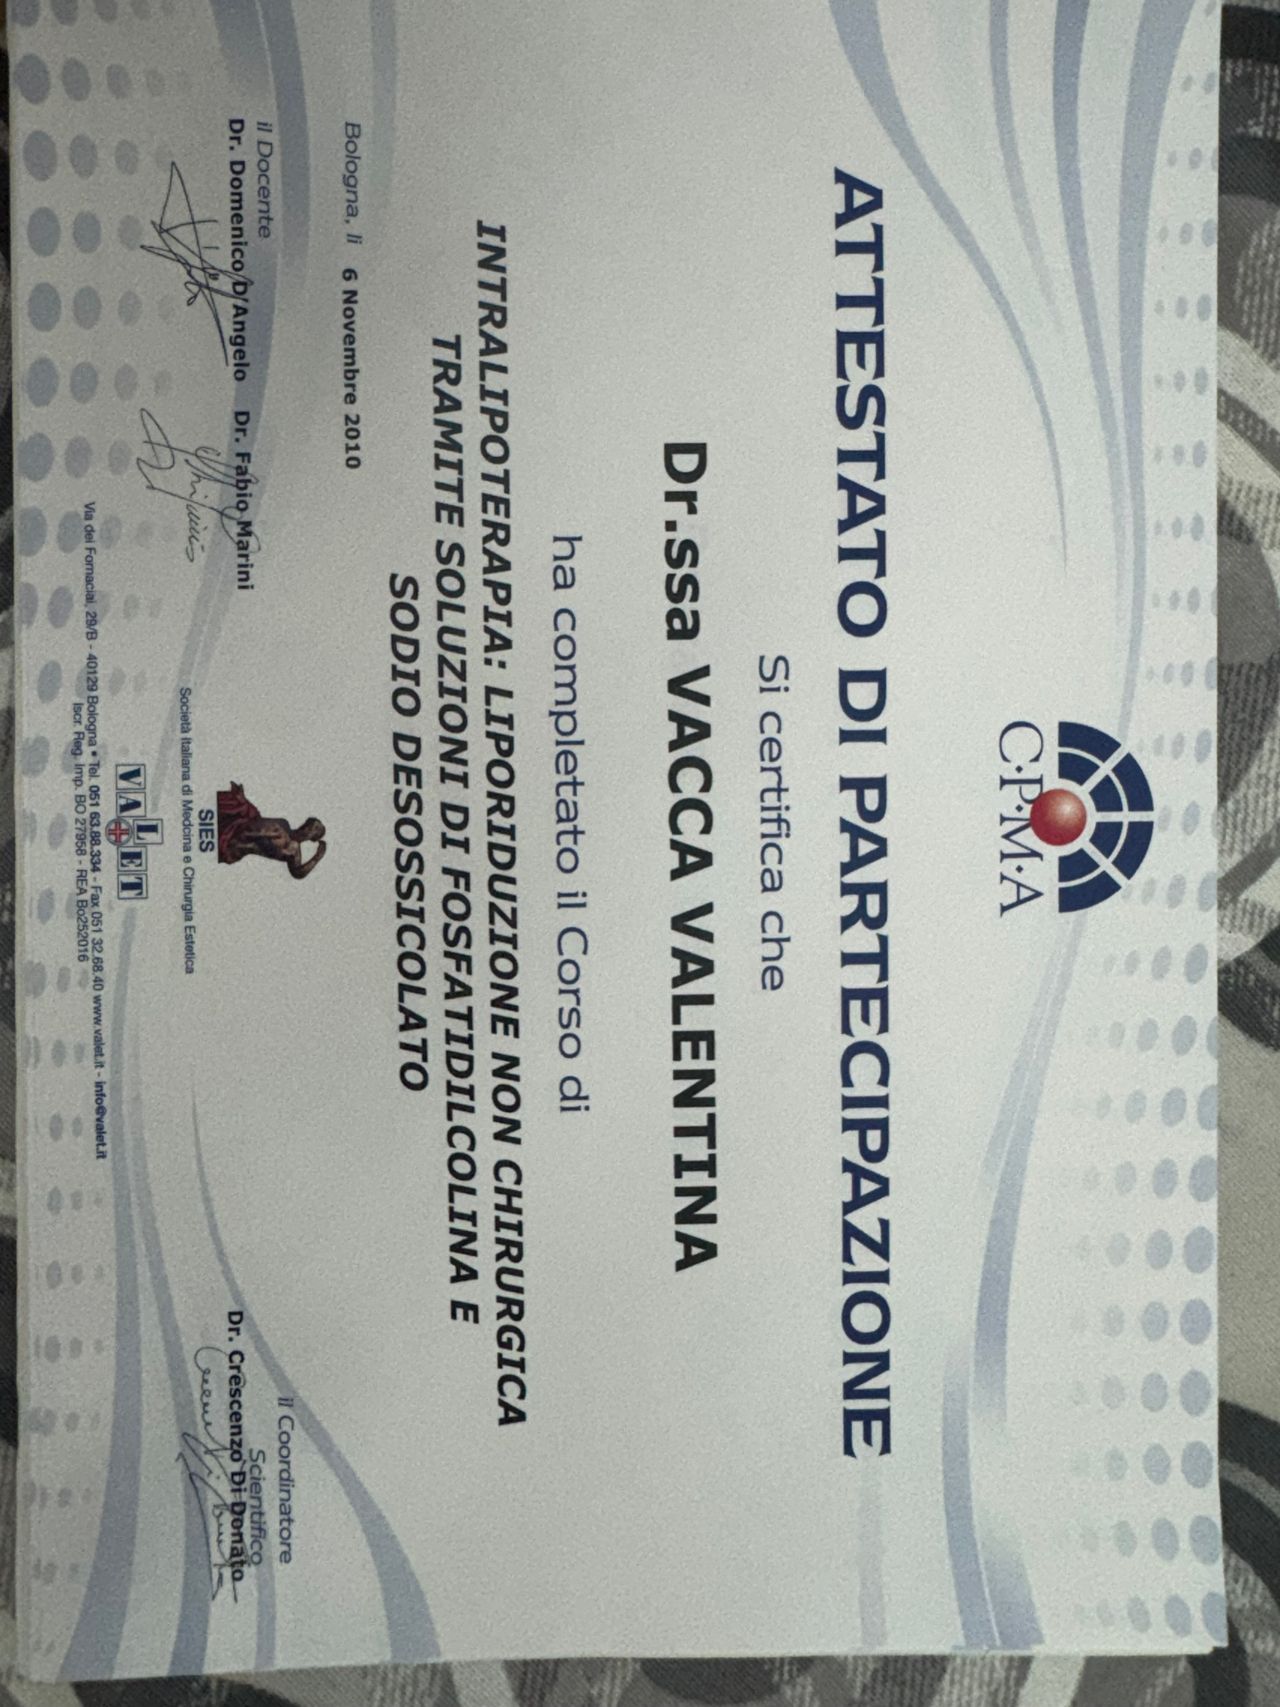 C·P·M·A
ATTESTATO DI PARTECIPAZIONE
Si certifica che
Dr.ssa VACCA VALENTINA
ha completato il Corso di
INTRALIPOTERAPIA: LIPORIDUZIONE NON CHIRURGICA
TRAMITE SOLUZIONI DI FOSFATIDILCOLINA E
SODIO DESOSSICOLATO
Bologna, lì 6 Novembre 2010
il Docente
Dr. Domenico D'Angelo Dr. Fabio Marini
il Coordinatore
Scientifico
Dr. Crescenzo Di Donato
SIES
Società Italiana di Medicina e Chirurgia Estetica
VALET
Via dei Fornaciai, 29/B - 40129 Bologna • Tel. 051 63.88.334 - Fax 051 32.68.40 www.valet.it - info@valet.it
Iscr. Reg. Imp. BO 27958 - REA Bo252016